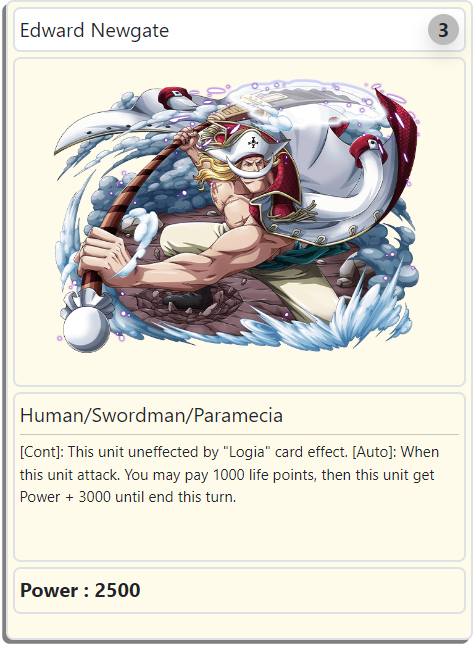 Edward Newgate
3
Human/Swordman/Paramecia
[Cont]: This unit uneffected by "Logia" card effect. [Auto]: When
this unit attack. You may pay 1000 life points, then this unit get
Power + 3000 until end this turn.
Power : 2500